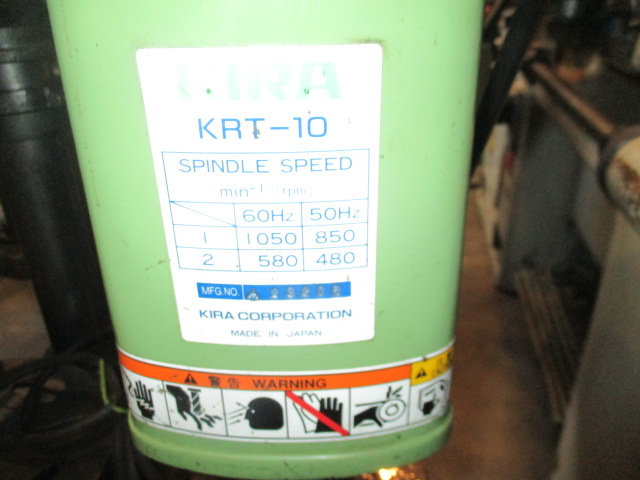 KIRA
KRT-10
SPINDLE SPEED
min-1 (rpm)
60Hz 50Hz
1 1050 850
2 580 480
MFG.NO.
KIRA CORPORATION
MADE IN JAPAN
警告 WARNING